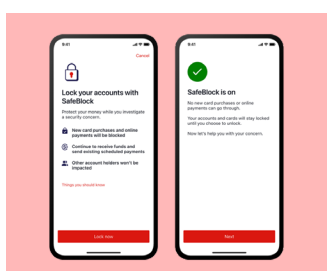 9:41
Cancel
Lock your accounts with
SafeBlock
Protect your money while you investigate
a security concern.
New card purchases and online
payments will be blocked
Continue to receive funds and
send existing scheduled payments
Other account holders won't be
impacted
Things you should know
Lock now
9:41
SafeBlock is on
No new card purchases or online
payments can go through.
Your accounts and cards will stay locked
until you choose to unlock.
Now let's help you with your concern.
Next